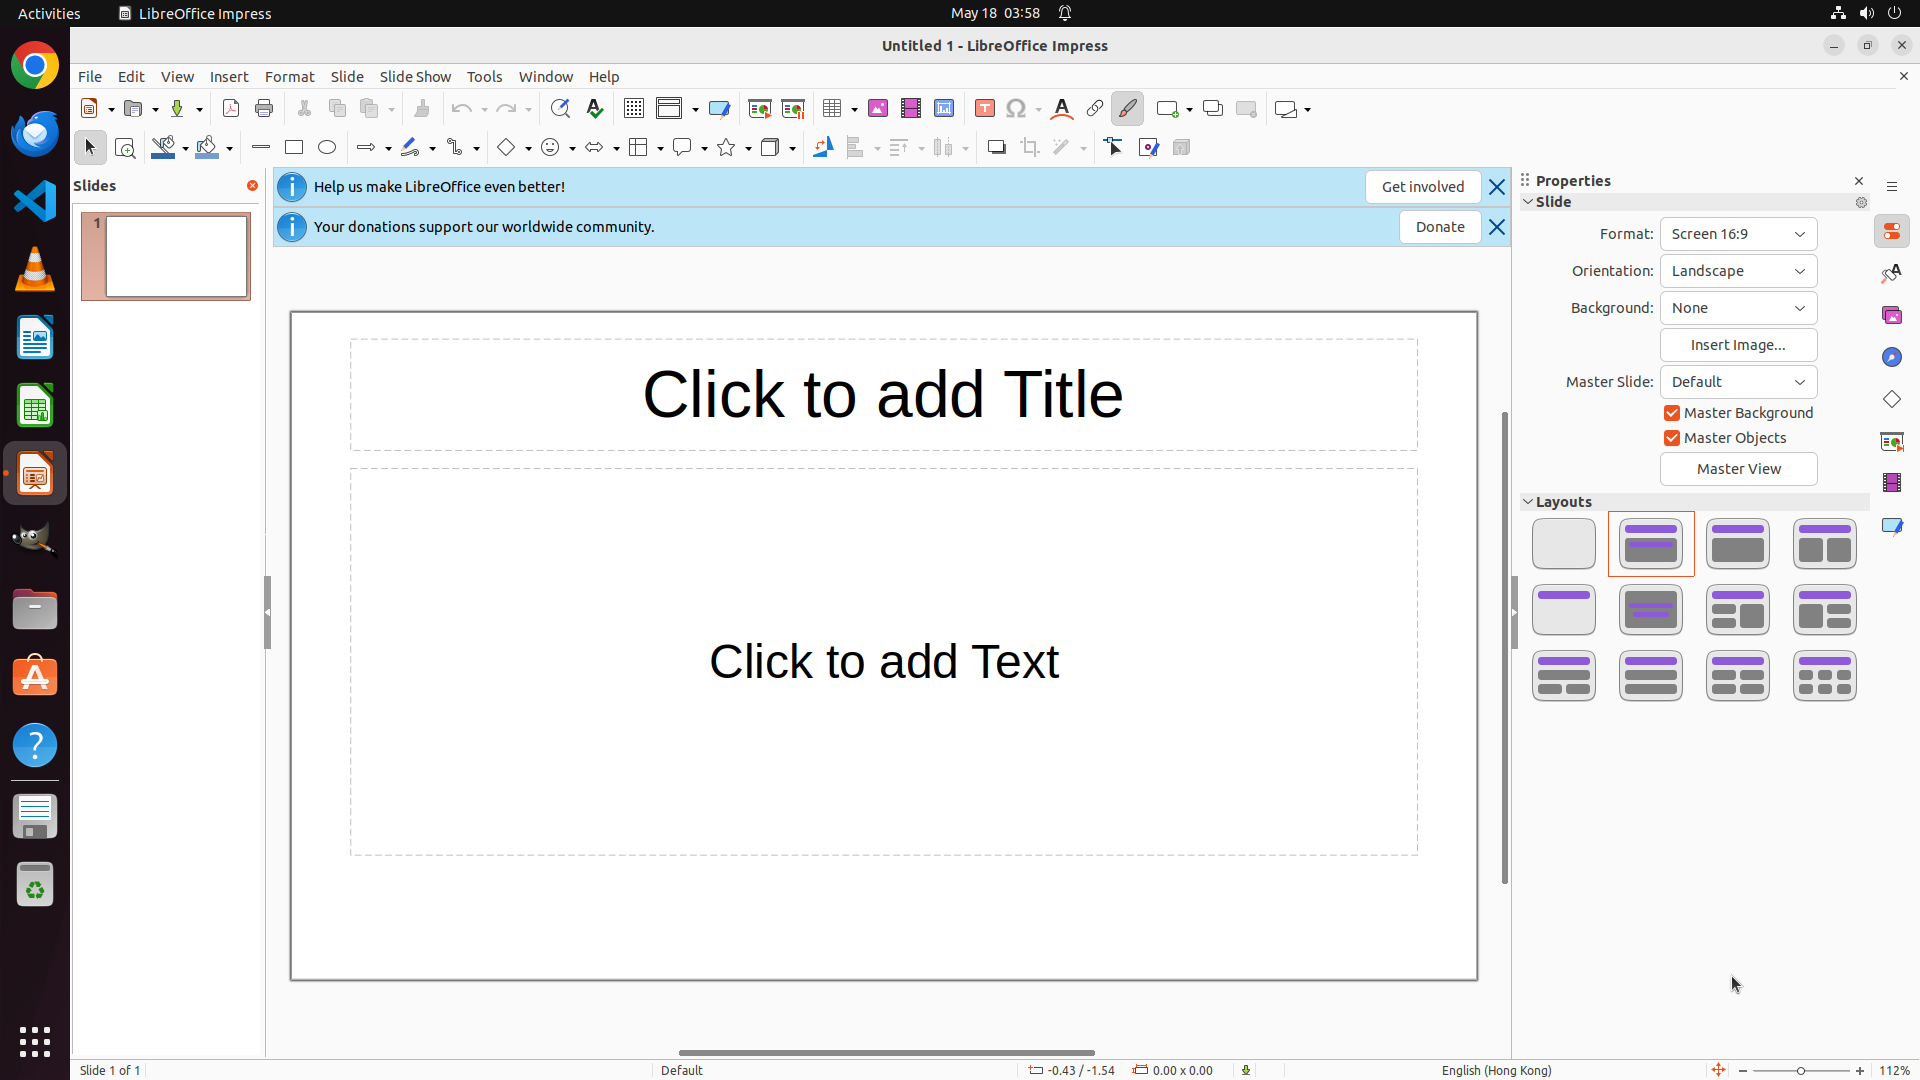 Activities
LibreOffice Impress
May 18 03:58
Untitled 1 - LibreOffice Impress
File Edit View Insert Format Slide Slide Show Tools Window Help
Slides
1
Help us make LibreOffice even better!
Get involved
Your donations support our worldwide community.
Donate
Click to add Title
Click to add Text
Properties
Slide
Format: Screen 16:9
Orientation: Landscape
Background: None
Insert Image...
Master Slide: Default
Master Background
Master Objects
Master View
Layouts
Slide 1 of 1
Default
-0.43 / -1.54
0.00 x 0.00
English (Hong Kong)
112%